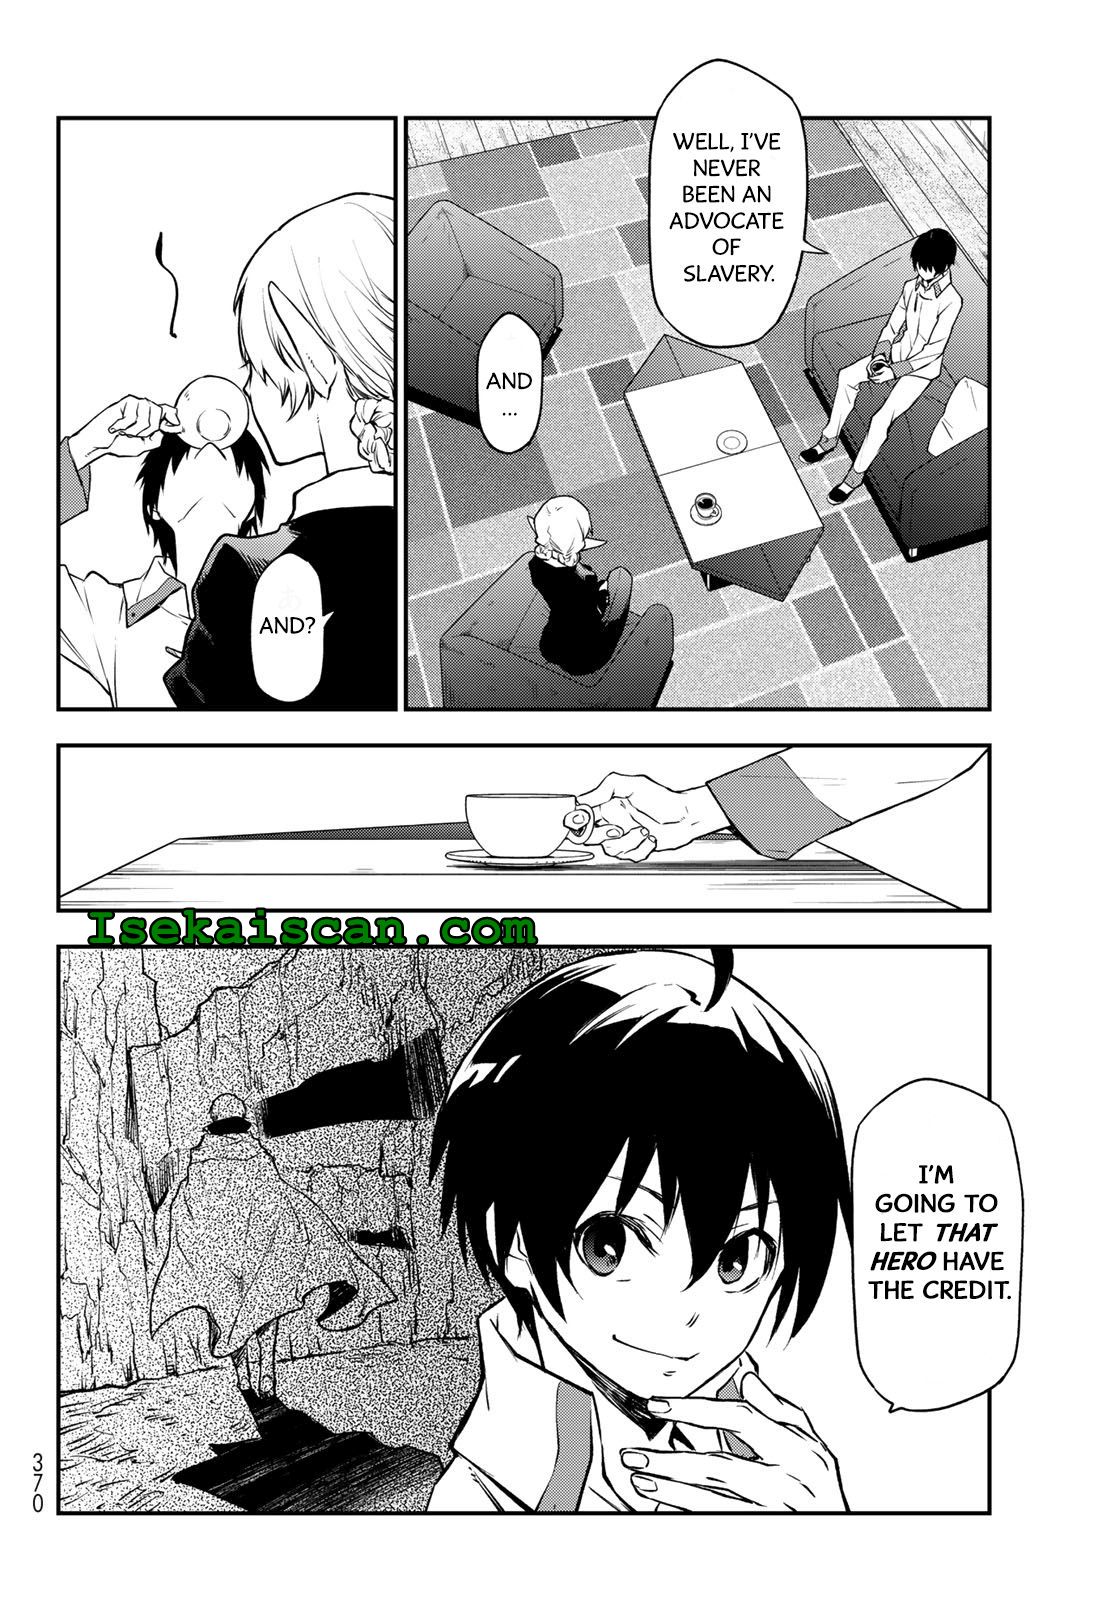 WELL, I'VE
NEVER
BEEN AN
ADVOCATE
OF
SLAVERY.
AND
...
あ
AND?
Isekaiscan.com
I'M
GOING TO
LET THAT
HERO HAVE
THE CREDIT.
370